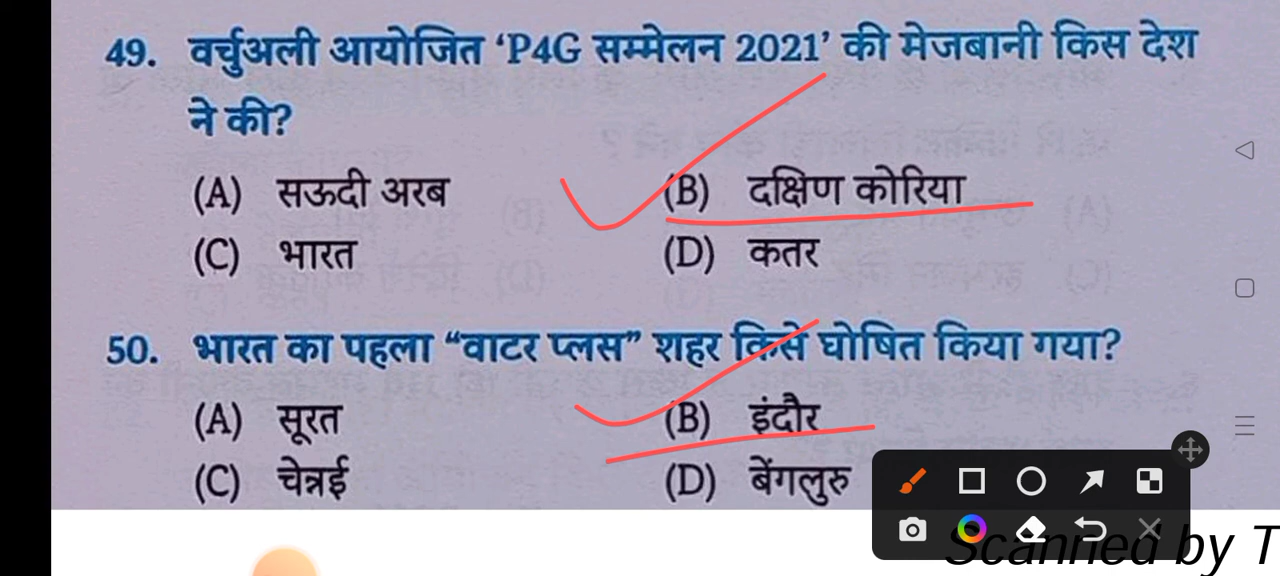 49. वर्चुअली आयोजित ‘P4G सम्मेलन 2021’ की मेजबानी किस देश
ने की?
(A) सऊदी अरब (B) दक्षिण कोरिया
(C) भारत (D) कतर
50. भारत का पहला “वाटर प्लस” शहर किसे घोषित किया गया?
(A) सूरत (B) इंदौर
(C) चेन्नई (D) बेंगलुरु
Scanned by T